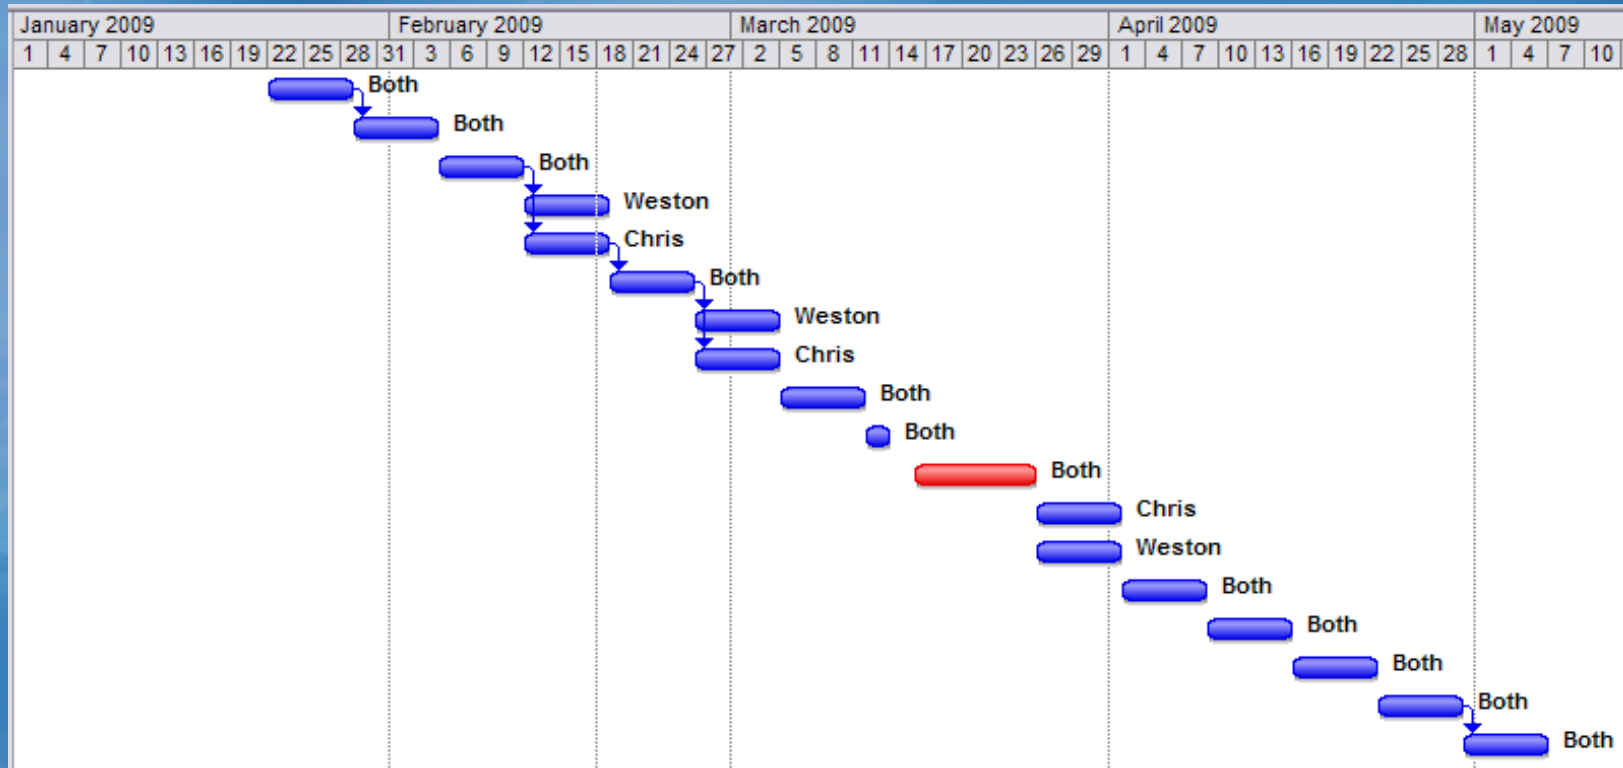 January 2009 February 2009 March 2009 April 2009 May 2009
1 4 7 10 13 16 19 22 25 28 31 3 6 9 12 15 18 21 24 27 2 5 8 11 14 17 20 23 26 29 1 4 7 10 13 16 19 22 25 28 1 4 7 10
Both
Both
Both
Weston
Chris
Both
Weston
Chris
Both
Both
Both
Chris
Weston
Both
Both
Both
Both
Both